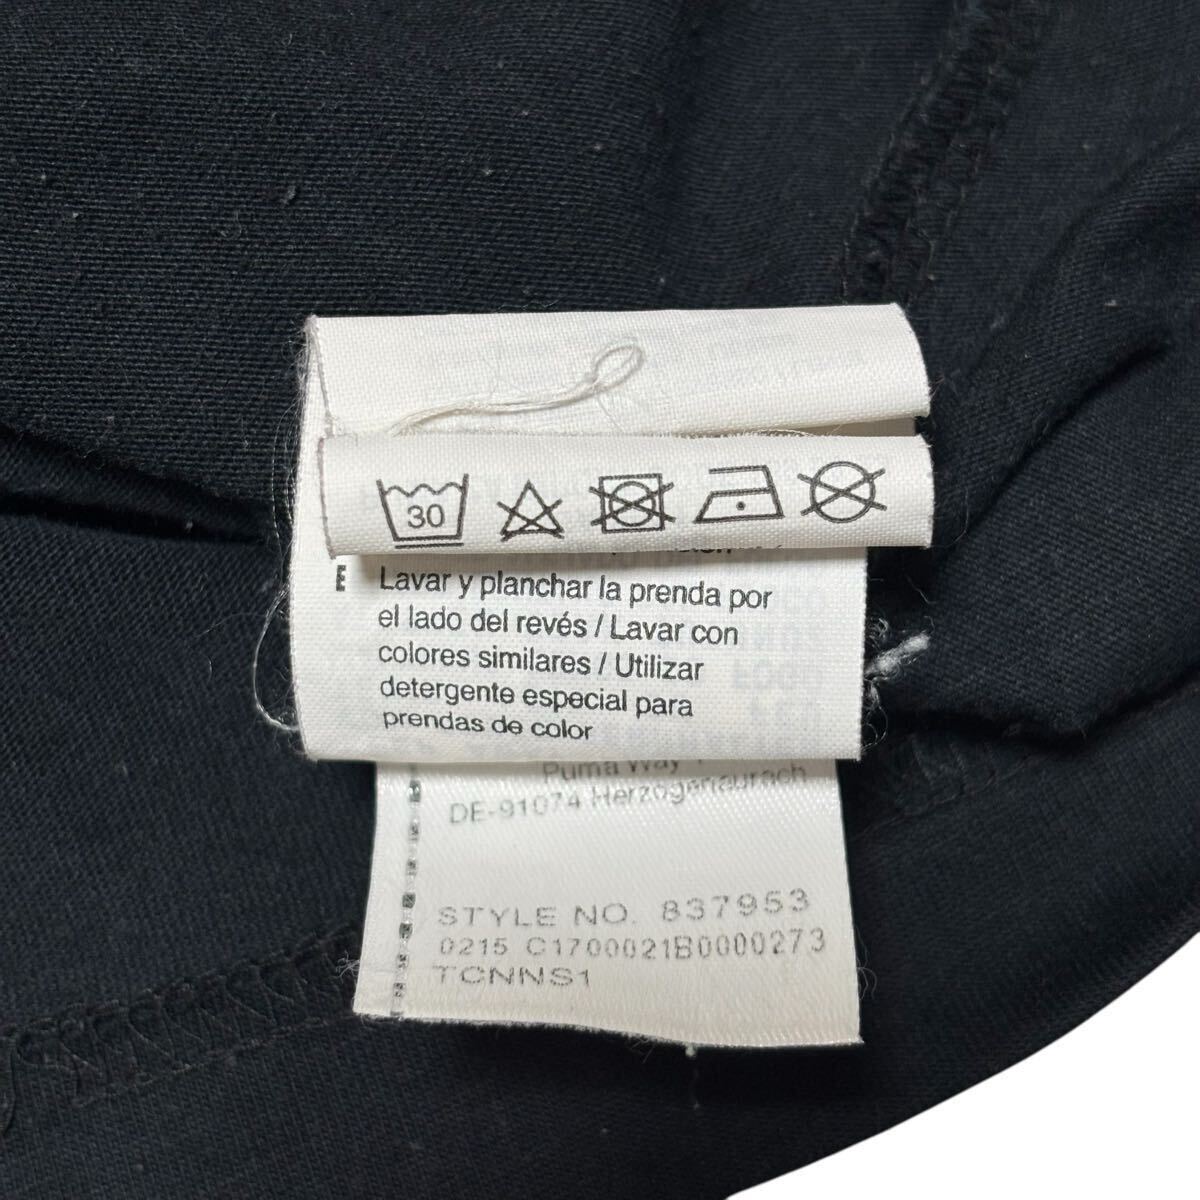 30
E
Lavar y planchar la prenda por
el lado del revés / Lavar con
colores similares / Utilizar
detergente especial para
prendas de color
Puma Way
DE-91074 Herzogenaurach
STYLE NO. 837953
0215 C1700021B0000273
TCNNS1